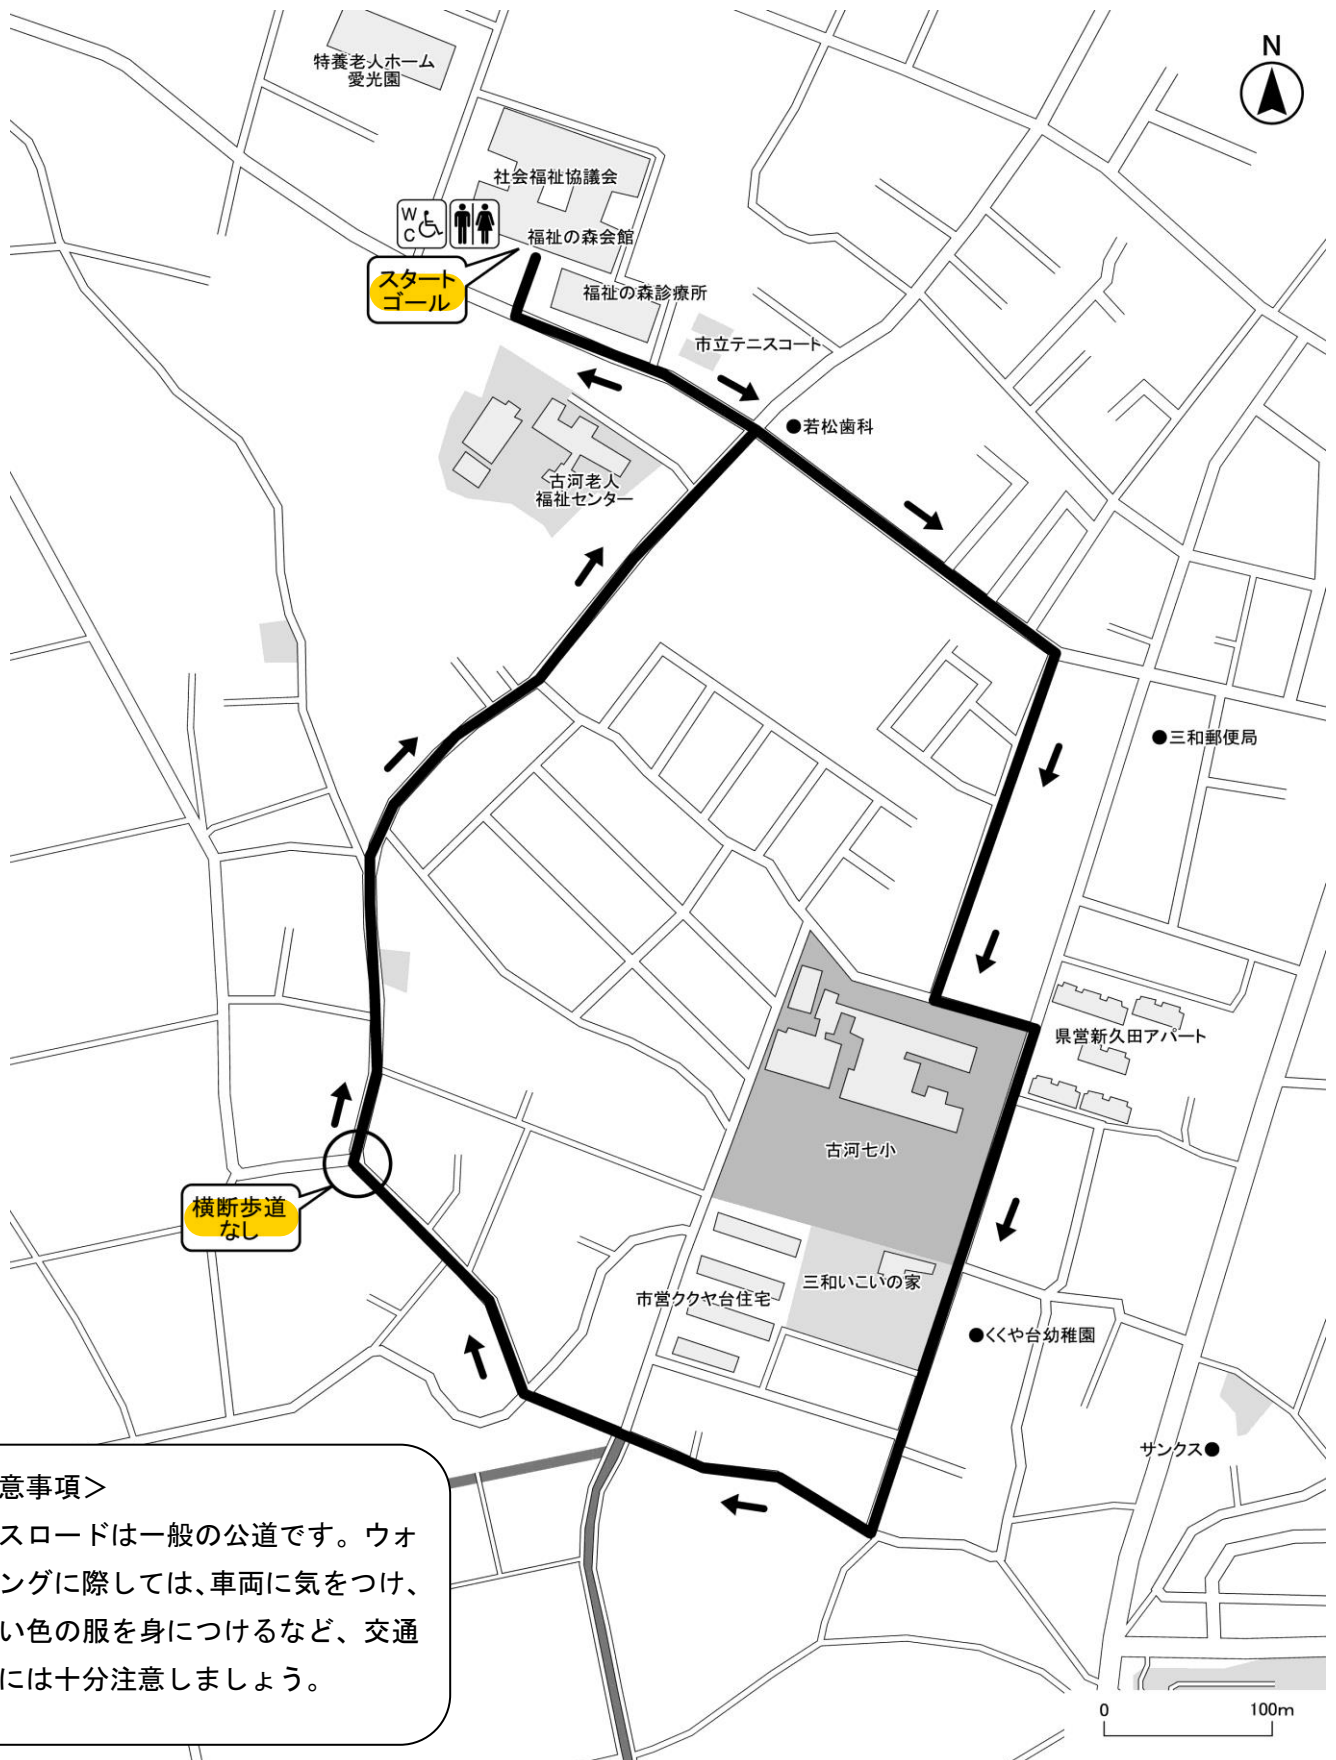 N
特養老人ホーム
愛光園
社会福祉協議会
WC
福祉の森会館
スタート
ゴール
福祉の森診療所
市立テニスコート
●若松歯科
古河老人
福祉センター
●三和郵便局
県営新久田アパート
古河七小
横断歩道
なし
三和いこいの家
市営ククヤ台住宅
●くくや台幼稚園
サンクス●
意事項＞
スロードは一般の公道です。ウォ
ングに際しては、車両に気をつけ、
い色の服を身につけるなど、交通
には十分注意しましょう。
0 100m